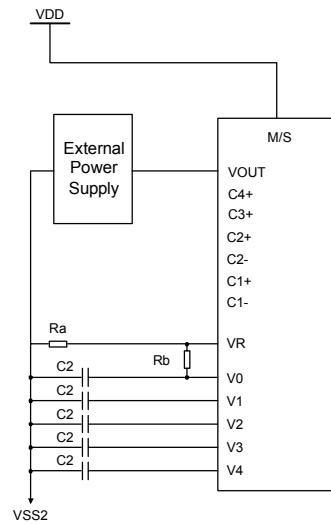 VDD
M/S
External
Power
Supply
VOUT
C4+
C3+
C2+
C2-
C1+
C1-
Ra
VR
Rb
C2
V0
C2
V1
C2
V2
C2
V3
C2
V4
VSS2